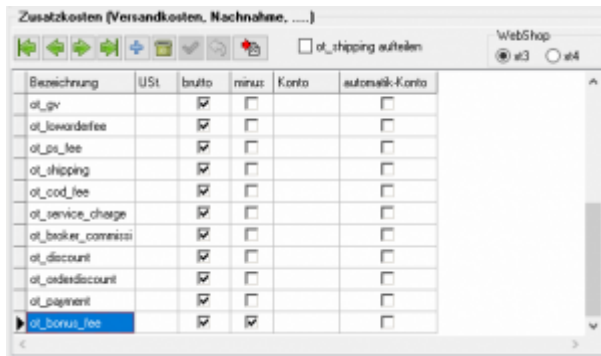 Zusatzkosten (Versandkosten, Nachnahme, .....)
ot_shipping aufteilen
WebShop
xt3 xt4
Bezeichnung USt. brutto minus Konto automatik-Konto
ot_gv
ot_loworderfee
ot_ps_fee
ot_shipping
ot_cod_fee
ot_service_charge
ot_broker_commissi
ot_discount
ot_orderdiscount
ot_payment
ot_bonus_fee